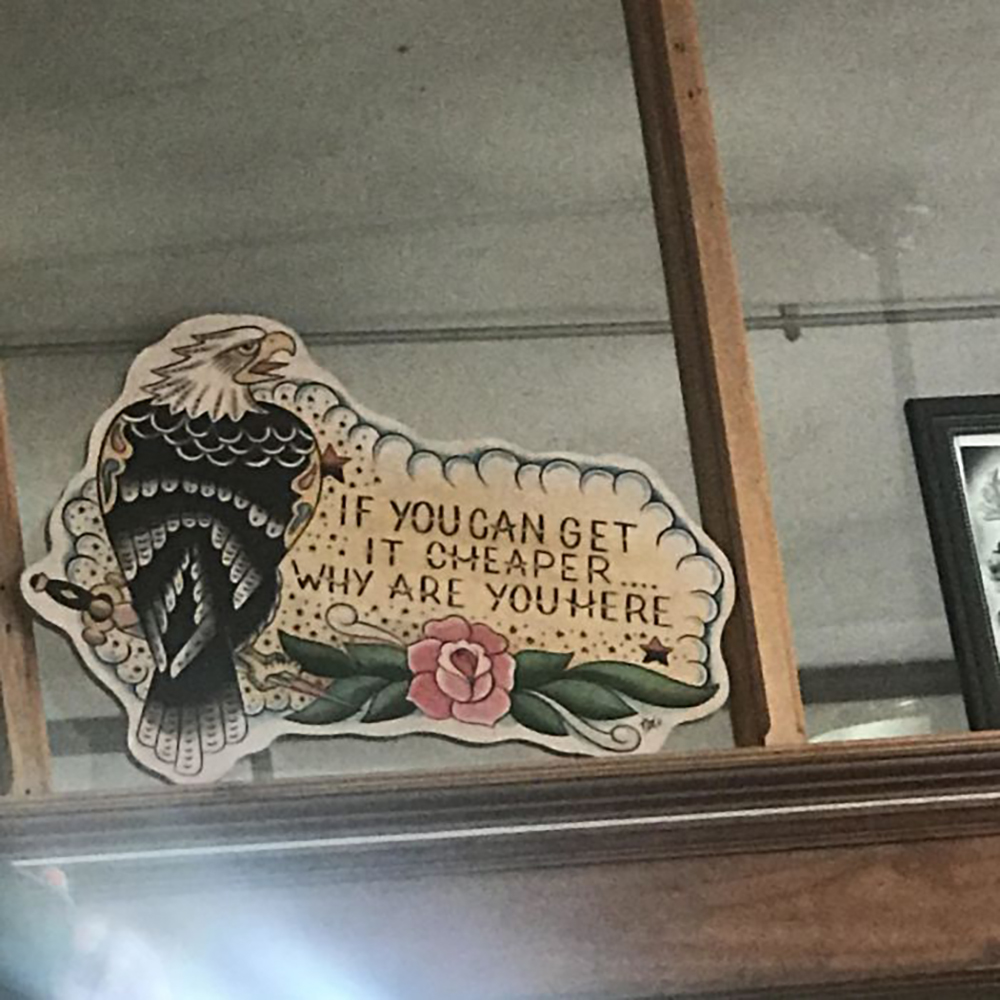 IF YOU CAN GET
IT CHEAPER....
WHY ARE YOU HERE